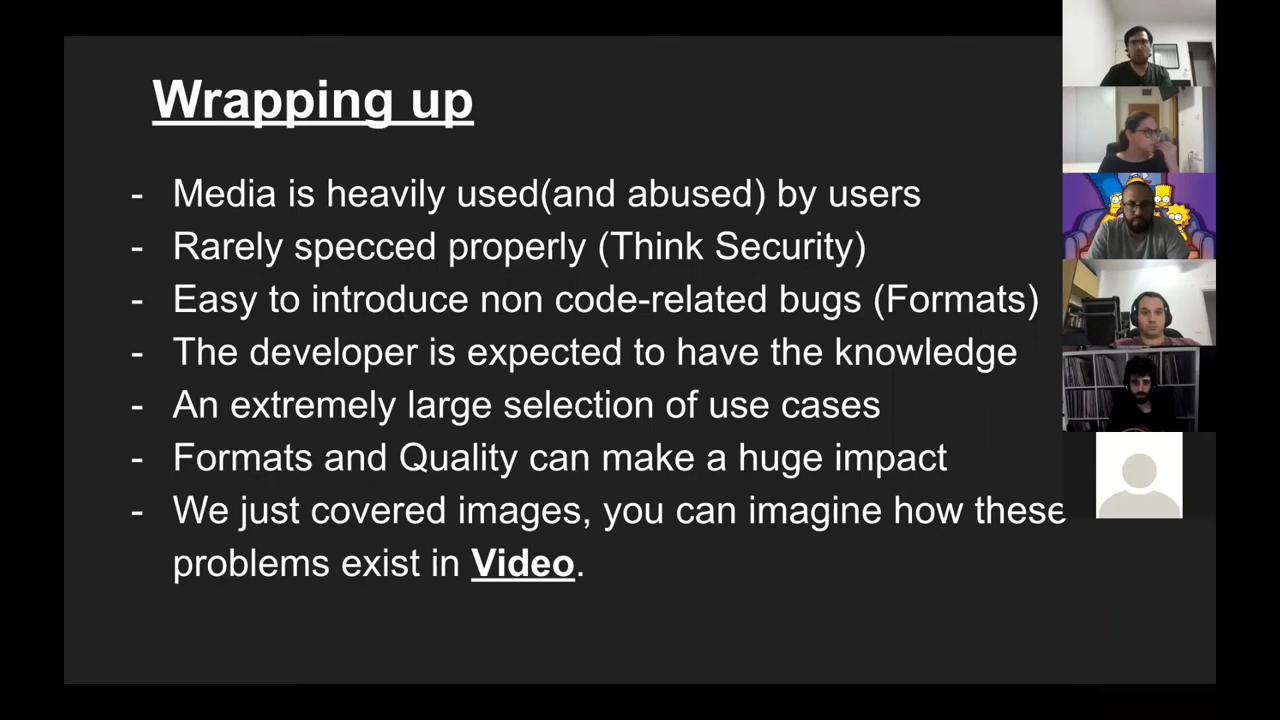 Wrapping up
- Media is heavily used(and abused) by users
- Rarely specced properly (Think Security)
- Easy to introduce non code-related bugs (Formats)
- The developer is expected to have the knowledge
- An extremely large selection of use cases
- Formats and Quality can make a huge impact
- We just covered images, you can imagine how these
problems exist in Video.